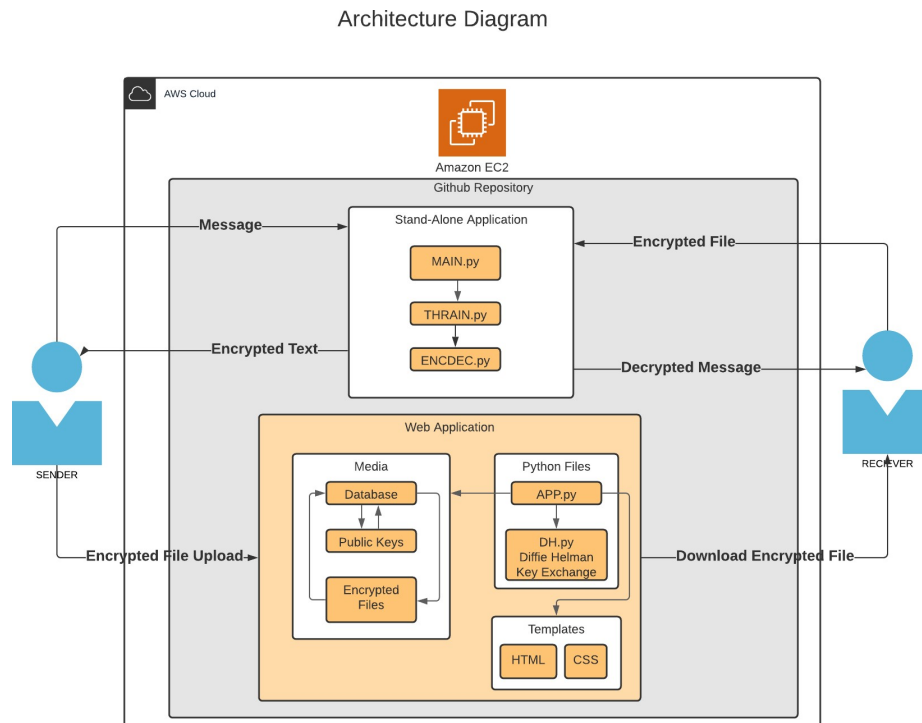 Architecture Diagram
AWS Cloud
Amazon EC2
Github Repository
Message
Stand-Alone Application
Encrypted File
MAIN.py
THRAIN.py
Encrypted Text
ENCDEC.py
Decrypted Message
SENDER
RECIEVER
Web Application
Media
Python Files
Database
APP.py
Public Keys
DH.py
Diffie Helman
Key Exchange
Encrypted File Upload
Download Encrypted File
Encrypted
Files
Templates
HTML
CSS